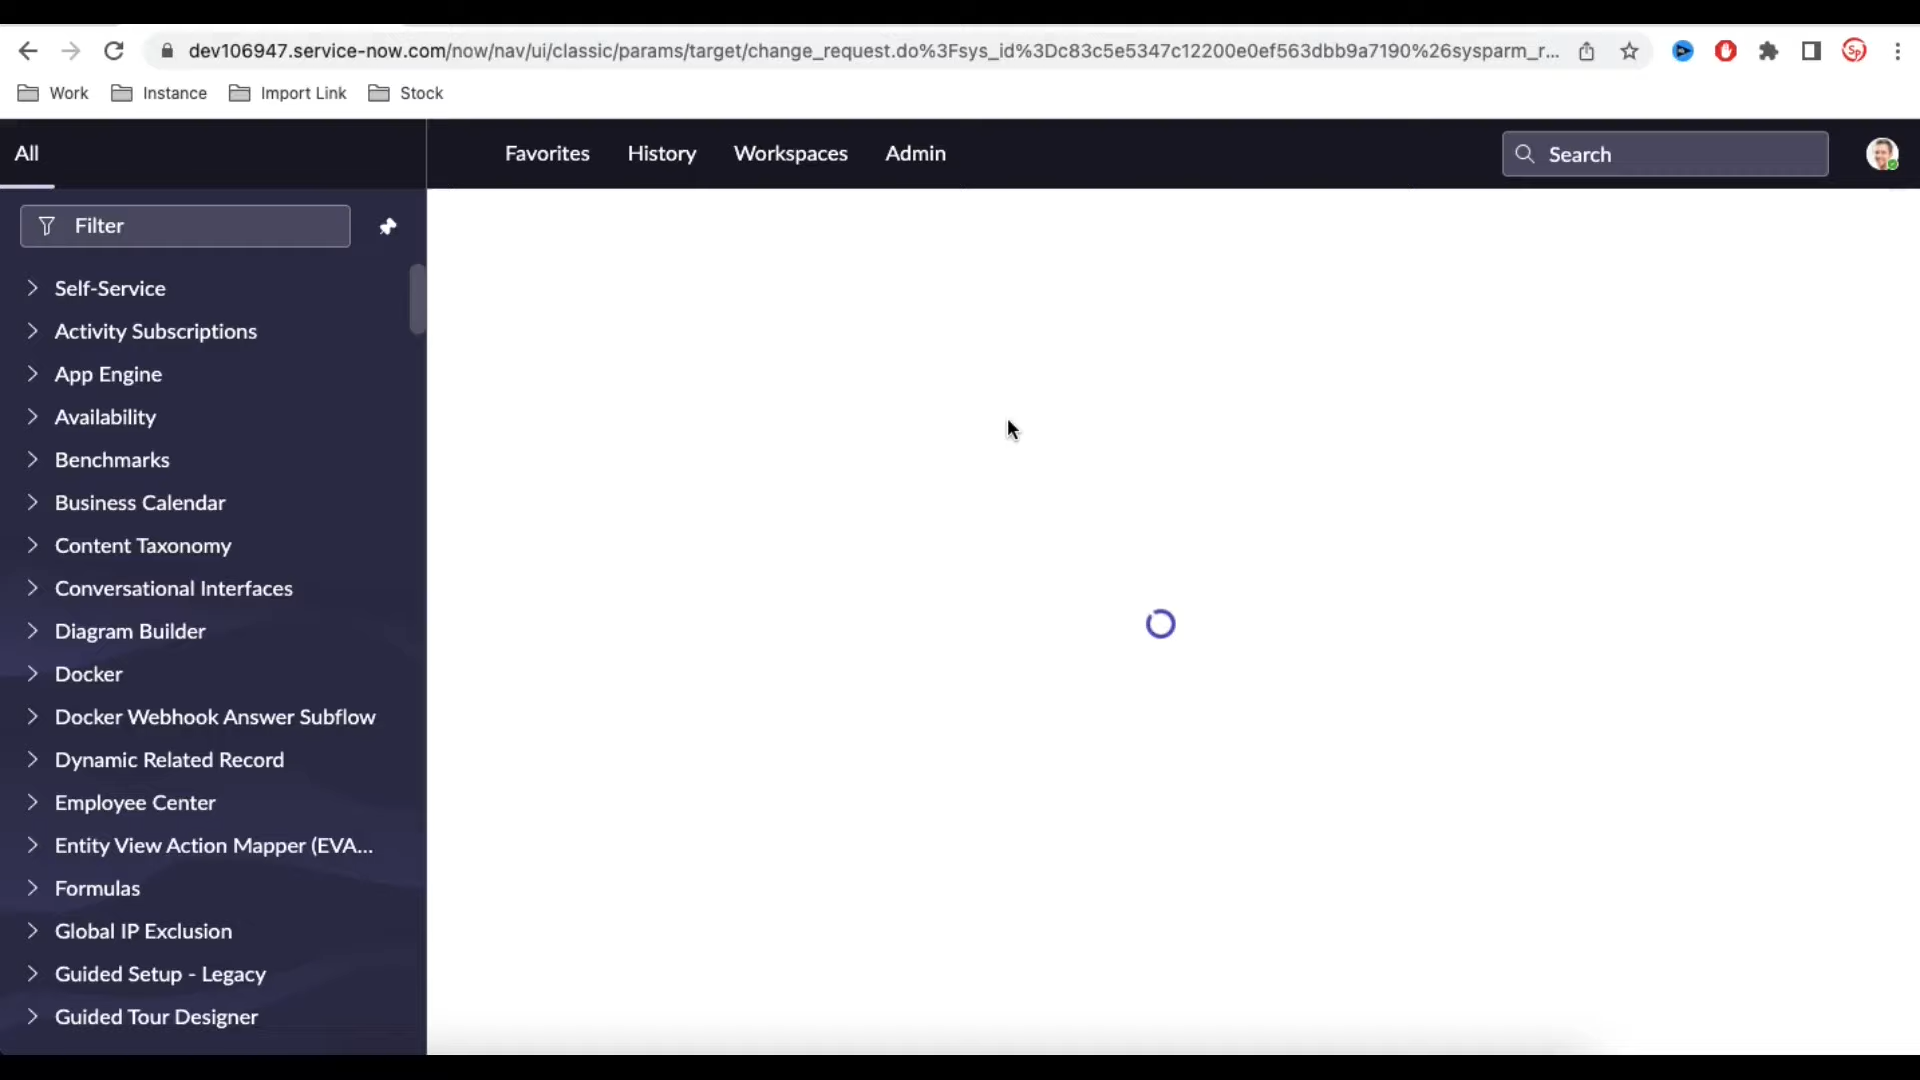 dev106947.service-now.com/now/nav/ui/classic/params/target/change_request.do%3Fsys_id%3Dc83c5e5347c12200e0ef563dbb9a7190%26sysparm_r...
Sp
Work Instance Import Link Stock
All Favorites History Workspaces Admin Search
Filter
Self-Service
Activity Subscriptions
App Engine
Availability
Benchmarks
Business Calendar
Content Taxonomy
Conversational Interfaces
Diagram Builder
Docker
Docker Webhook Answer Subflow
Dynamic Related Record
Employee Center
Entity View Action Mapper (EVA...
Formulas
Global IP Exclusion
Guided Setup - Legacy
Guided Tour Designer